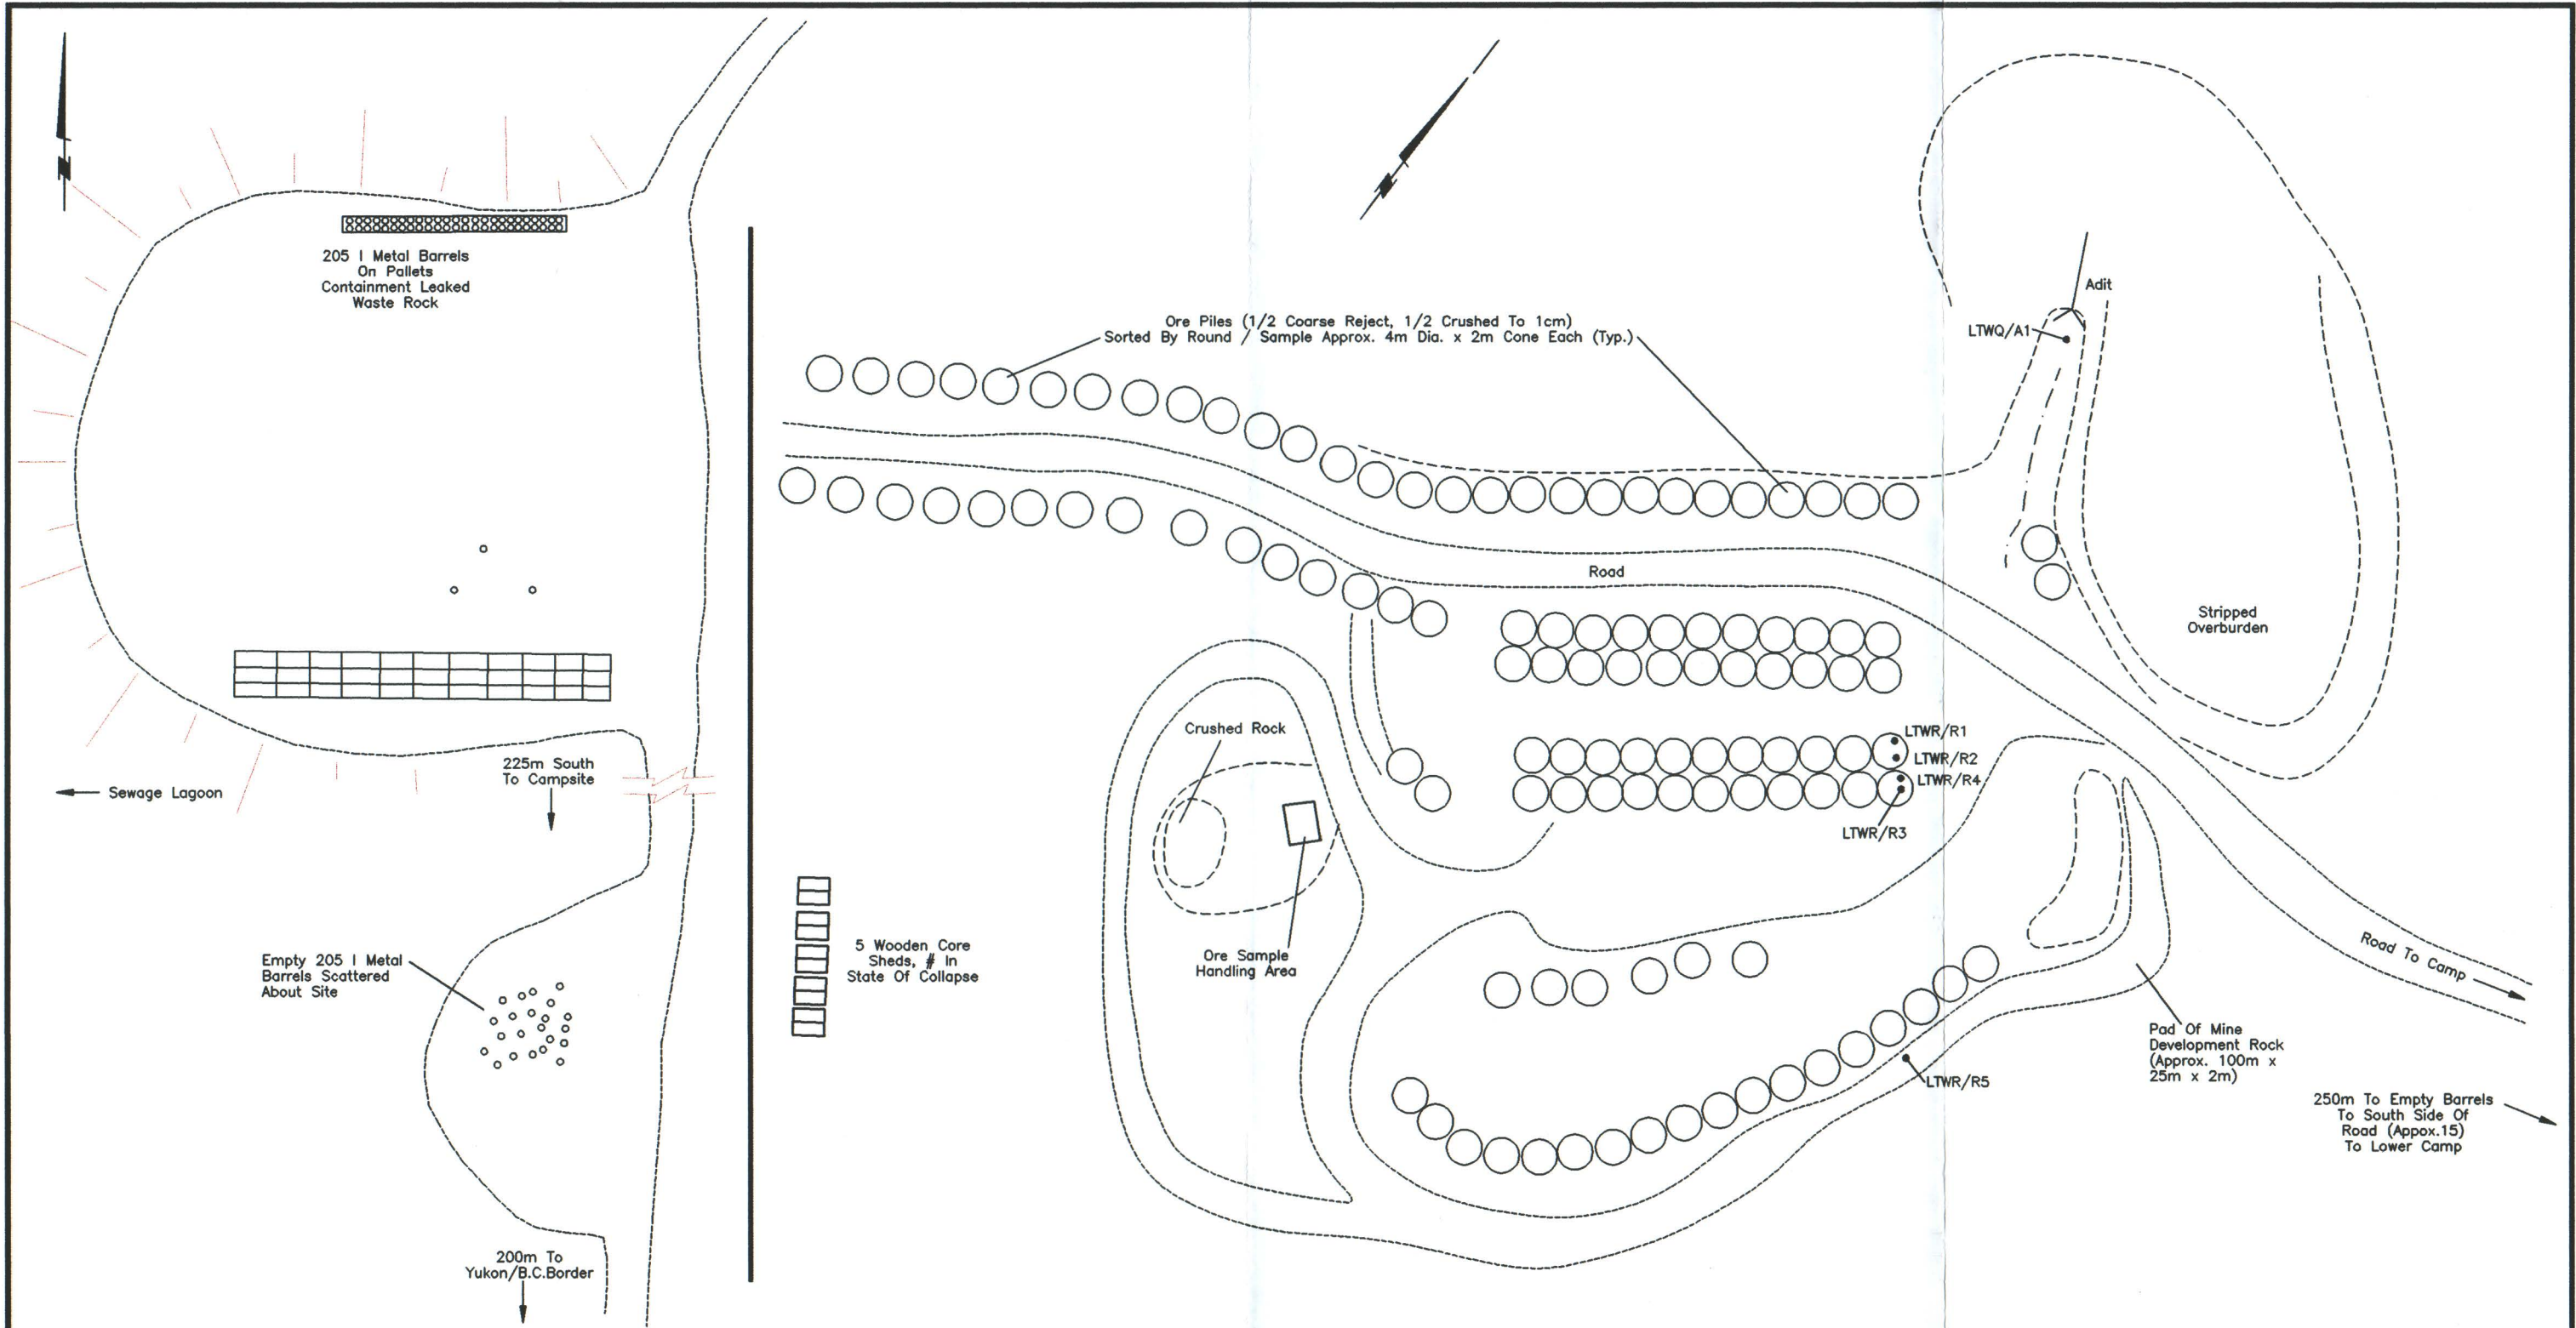 205 l Metal Barrels
On Pallets
Containment Leaked
Waste Rock
225m South
To Campsite
Sewage Lagoon
Empty 205 l Metal
Barrels Scattered
About Site
200m To
Yukon/B.C.Border
Ore Piles (1/2 Coarse Reject, 1/2 Crushed To 1cm)
Sorted By Round / Sample Approx. 4m Dia. x 2m Cone Each (Typ.)
Adit
LTWQ/A1
Road
Stripped
Overburden
Crushed Rock
LTWR/R1
LTWR/R2
LTWR/R4
LTWR/R3
5 Wooden Core
Sheds, # In
State Of Collapse
Ore Sample
Handling Area
Road To Camp
Pad Of Mine
Development Rock
(Approx. 100m x
25m x 2m)
LTWR/R5
250m To Empty Barrels
To South Side Of
Road (Appox.15)
To Lower Camp